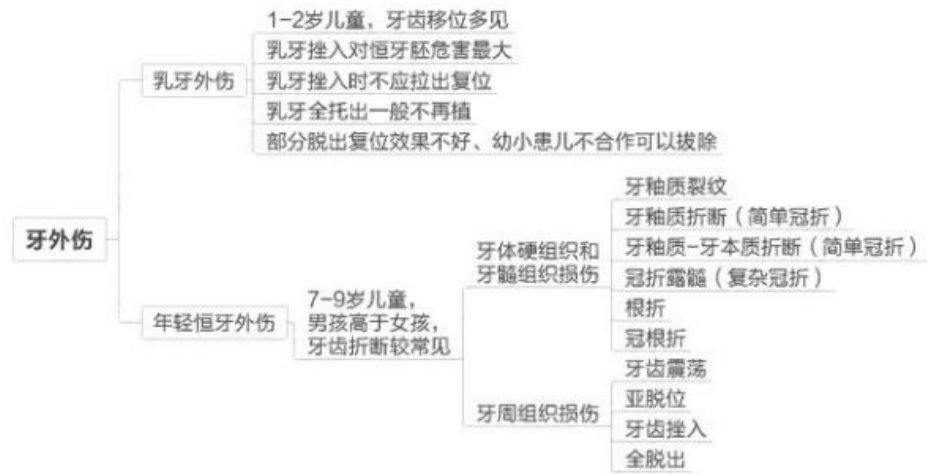 牙外伤
乳牙外伤
1-2岁儿童，牙齿移位多见
乳牙挫入对恒牙胚危害最大
乳牙挫入时不应拉出复位
乳牙全托出一般不再植
部分脱出复位效果不好、幼小患儿不合作可以拔除
年轻恒牙外伤
7-9岁儿童，
男孩高于女孩，
牙齿折断较常见
牙体硬组织和
牙髓组织损伤
牙釉质裂纹
牙釉质折断（简单冠折）
牙釉质-牙本质折断（简单冠折）
冠折露髓（复杂冠折）
根折
冠根折
牙周组织损伤
牙齿震荡
亚脱位
牙齿挫入
全脱出